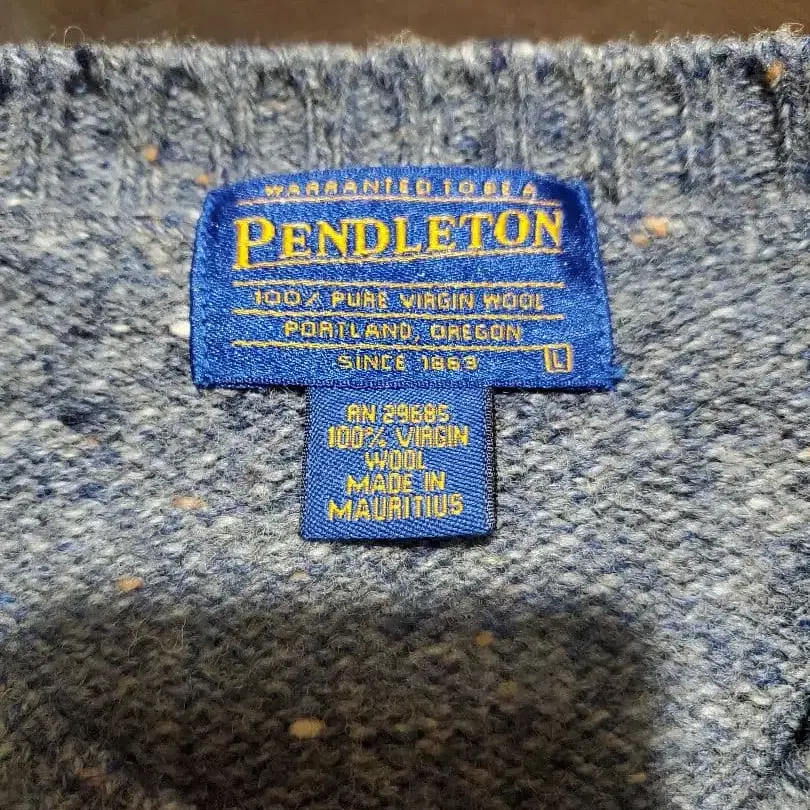 WARRANTED TO BE A
PENDLETON
100% PURE VIRGIN WOOL
PORTLAND, OREGON
SINCE 1863
L
RN 29685
100% VIRGIN
WOOL
MADE IN
MAURITIUS